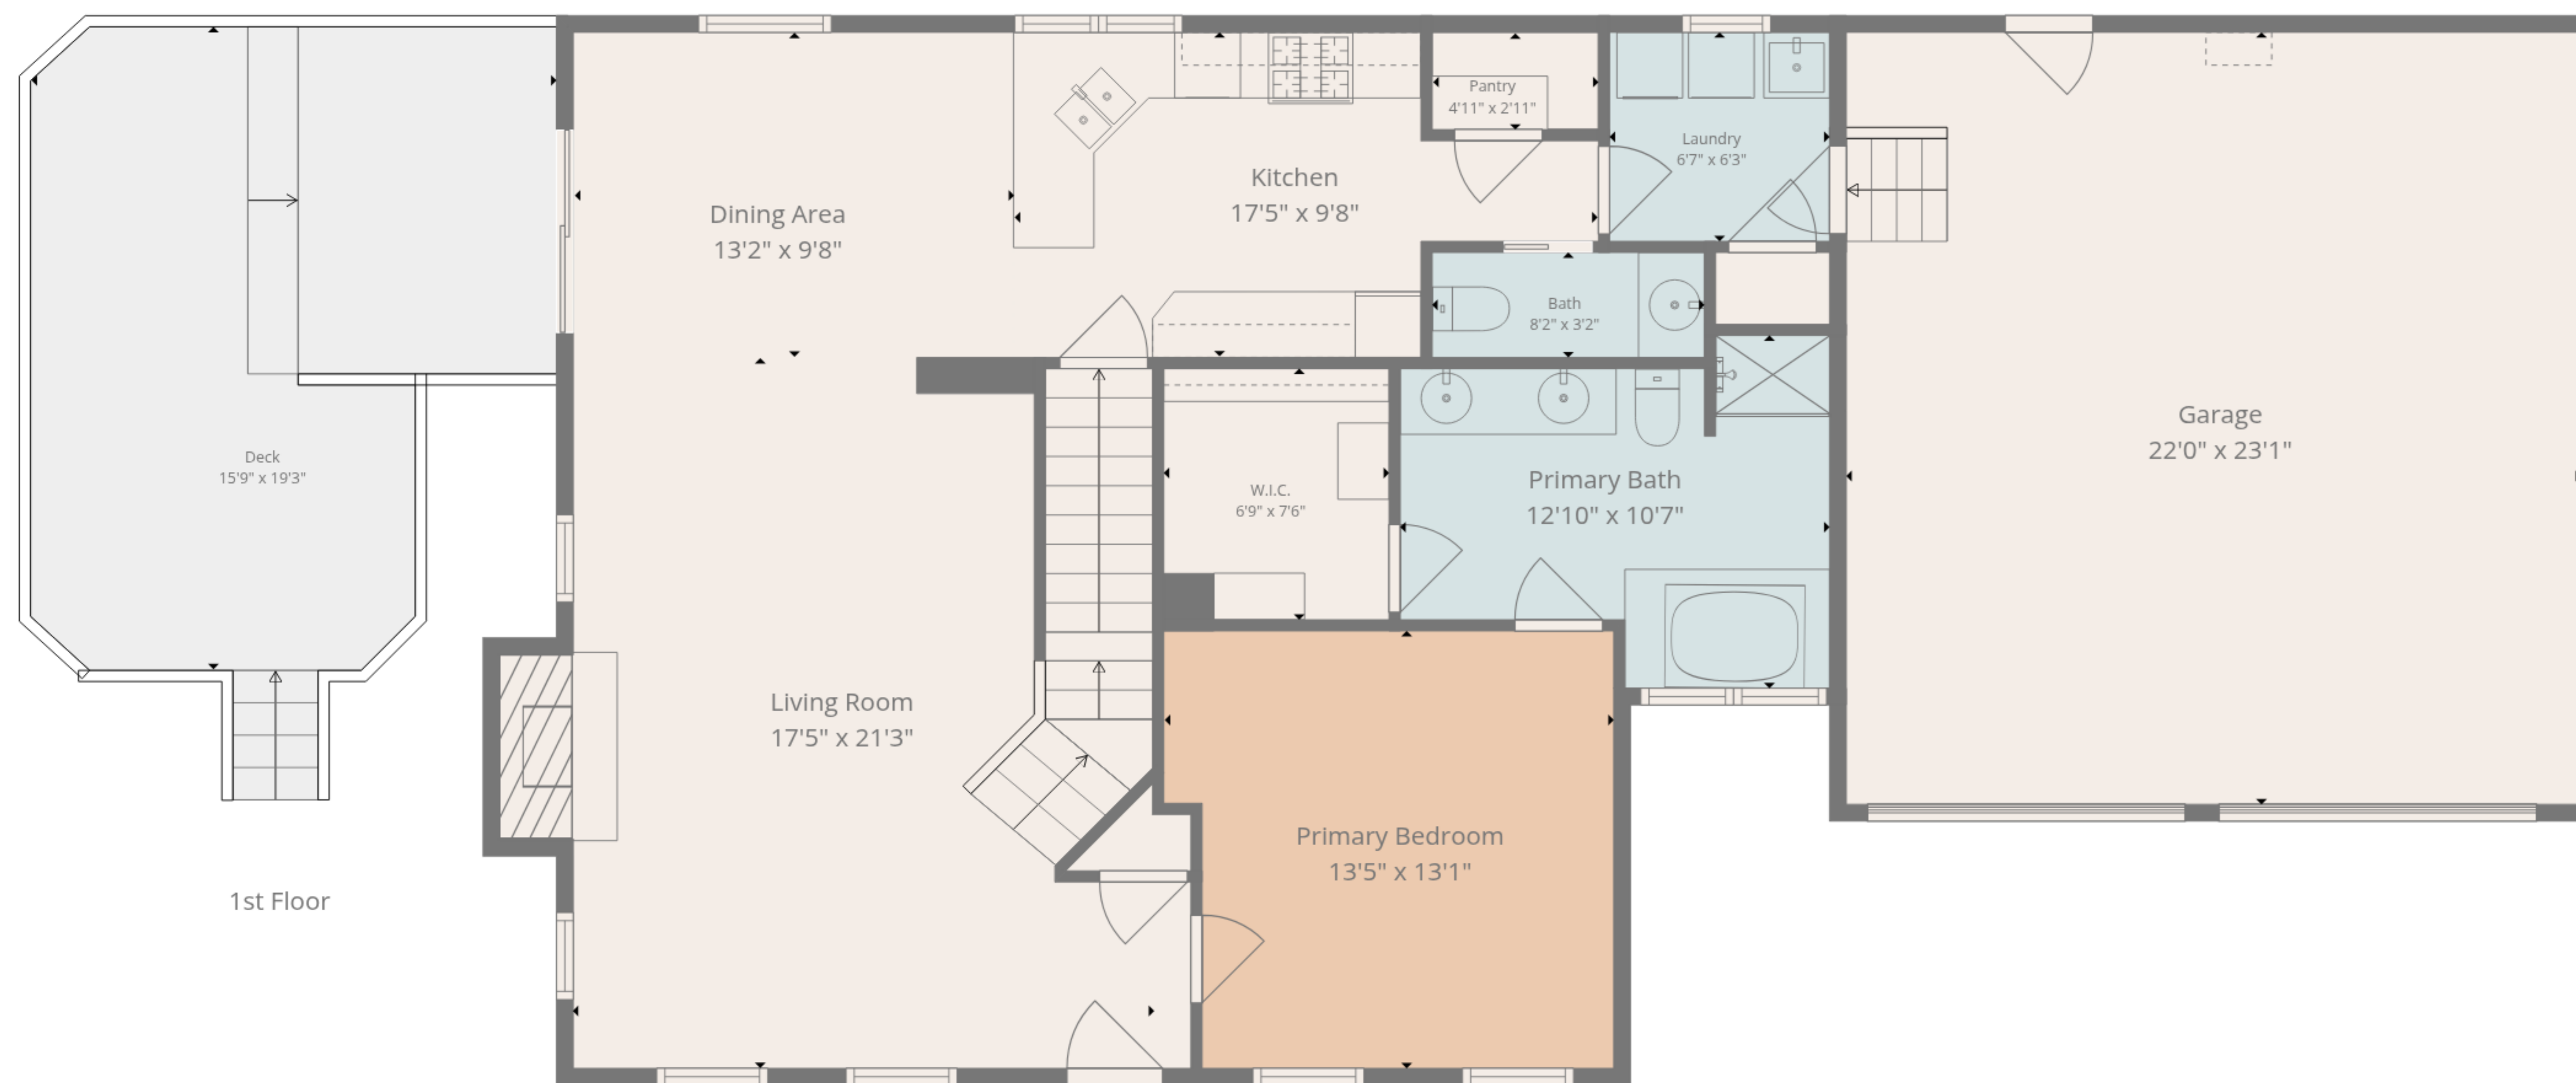 Pantry
4'11" x 2'11"
Laundry
6'7" x 6'3"
Kitchen
17'5" x 9'8"
Dining Area
13'2" x 9'8"
Bath
8'2" x 3'2"
Garage
22'0" x 23'1"
Deck
15'9" x 19'3"
W.I.C.
6'9" x 7'6"
Primary Bath
12'10" x 10'7"
Living Room
17'5" x 21'3"
Primary Bedroom
13'5" x 13'1"
1st Floor